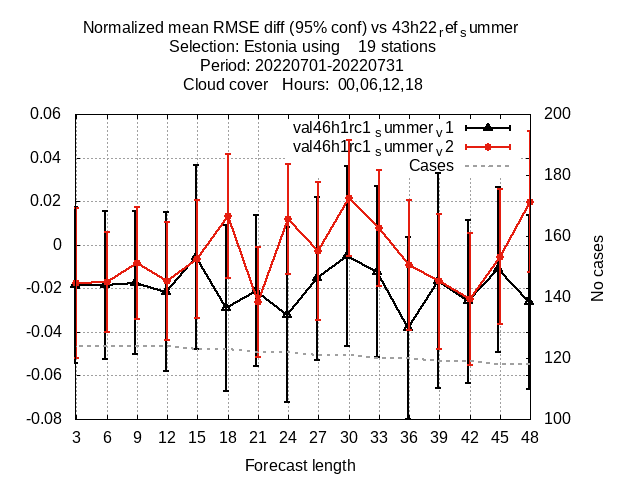 Normalized mean RMSE diff (95% conf) vs 43h22refsummer
Selection: Estonia using    19 stations
Period: 20220701-20220731
Cloud cover   Hours:  00,06,12,18
val46h1rc1summerv1
val46h1rc1summerv2
Cases
0.06
0.04
0.02
0
-0.02
-0.04
-0.06
-0.08
200
180
160
140
120
100
No cases
3 6 9 12 15 18 21 24 27 30 33 36 39 42 45 48
Forecast length